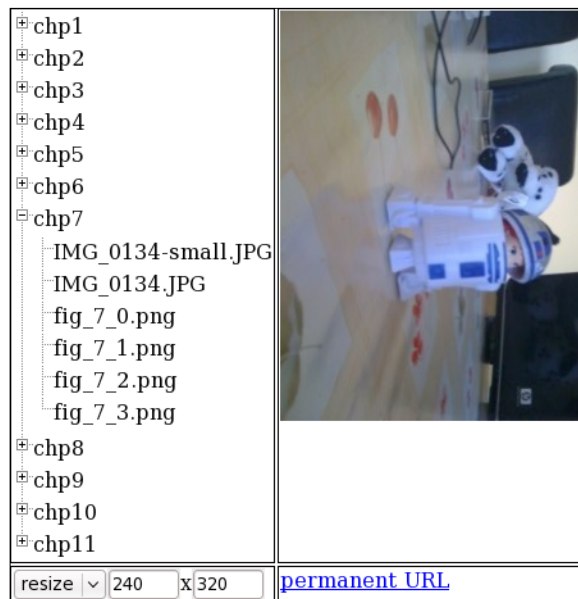 chp1
chp2
chp3
chp4
chp5
chp6
chp7
IMG_0134-small.JPG
IMG_0134.JPG
fig_7_0.png
fig_7_1.png
fig_7_2.png
fig_7_3.png
chp8
chp9
chp10
chp11
resize 240 x 320 permanent URL